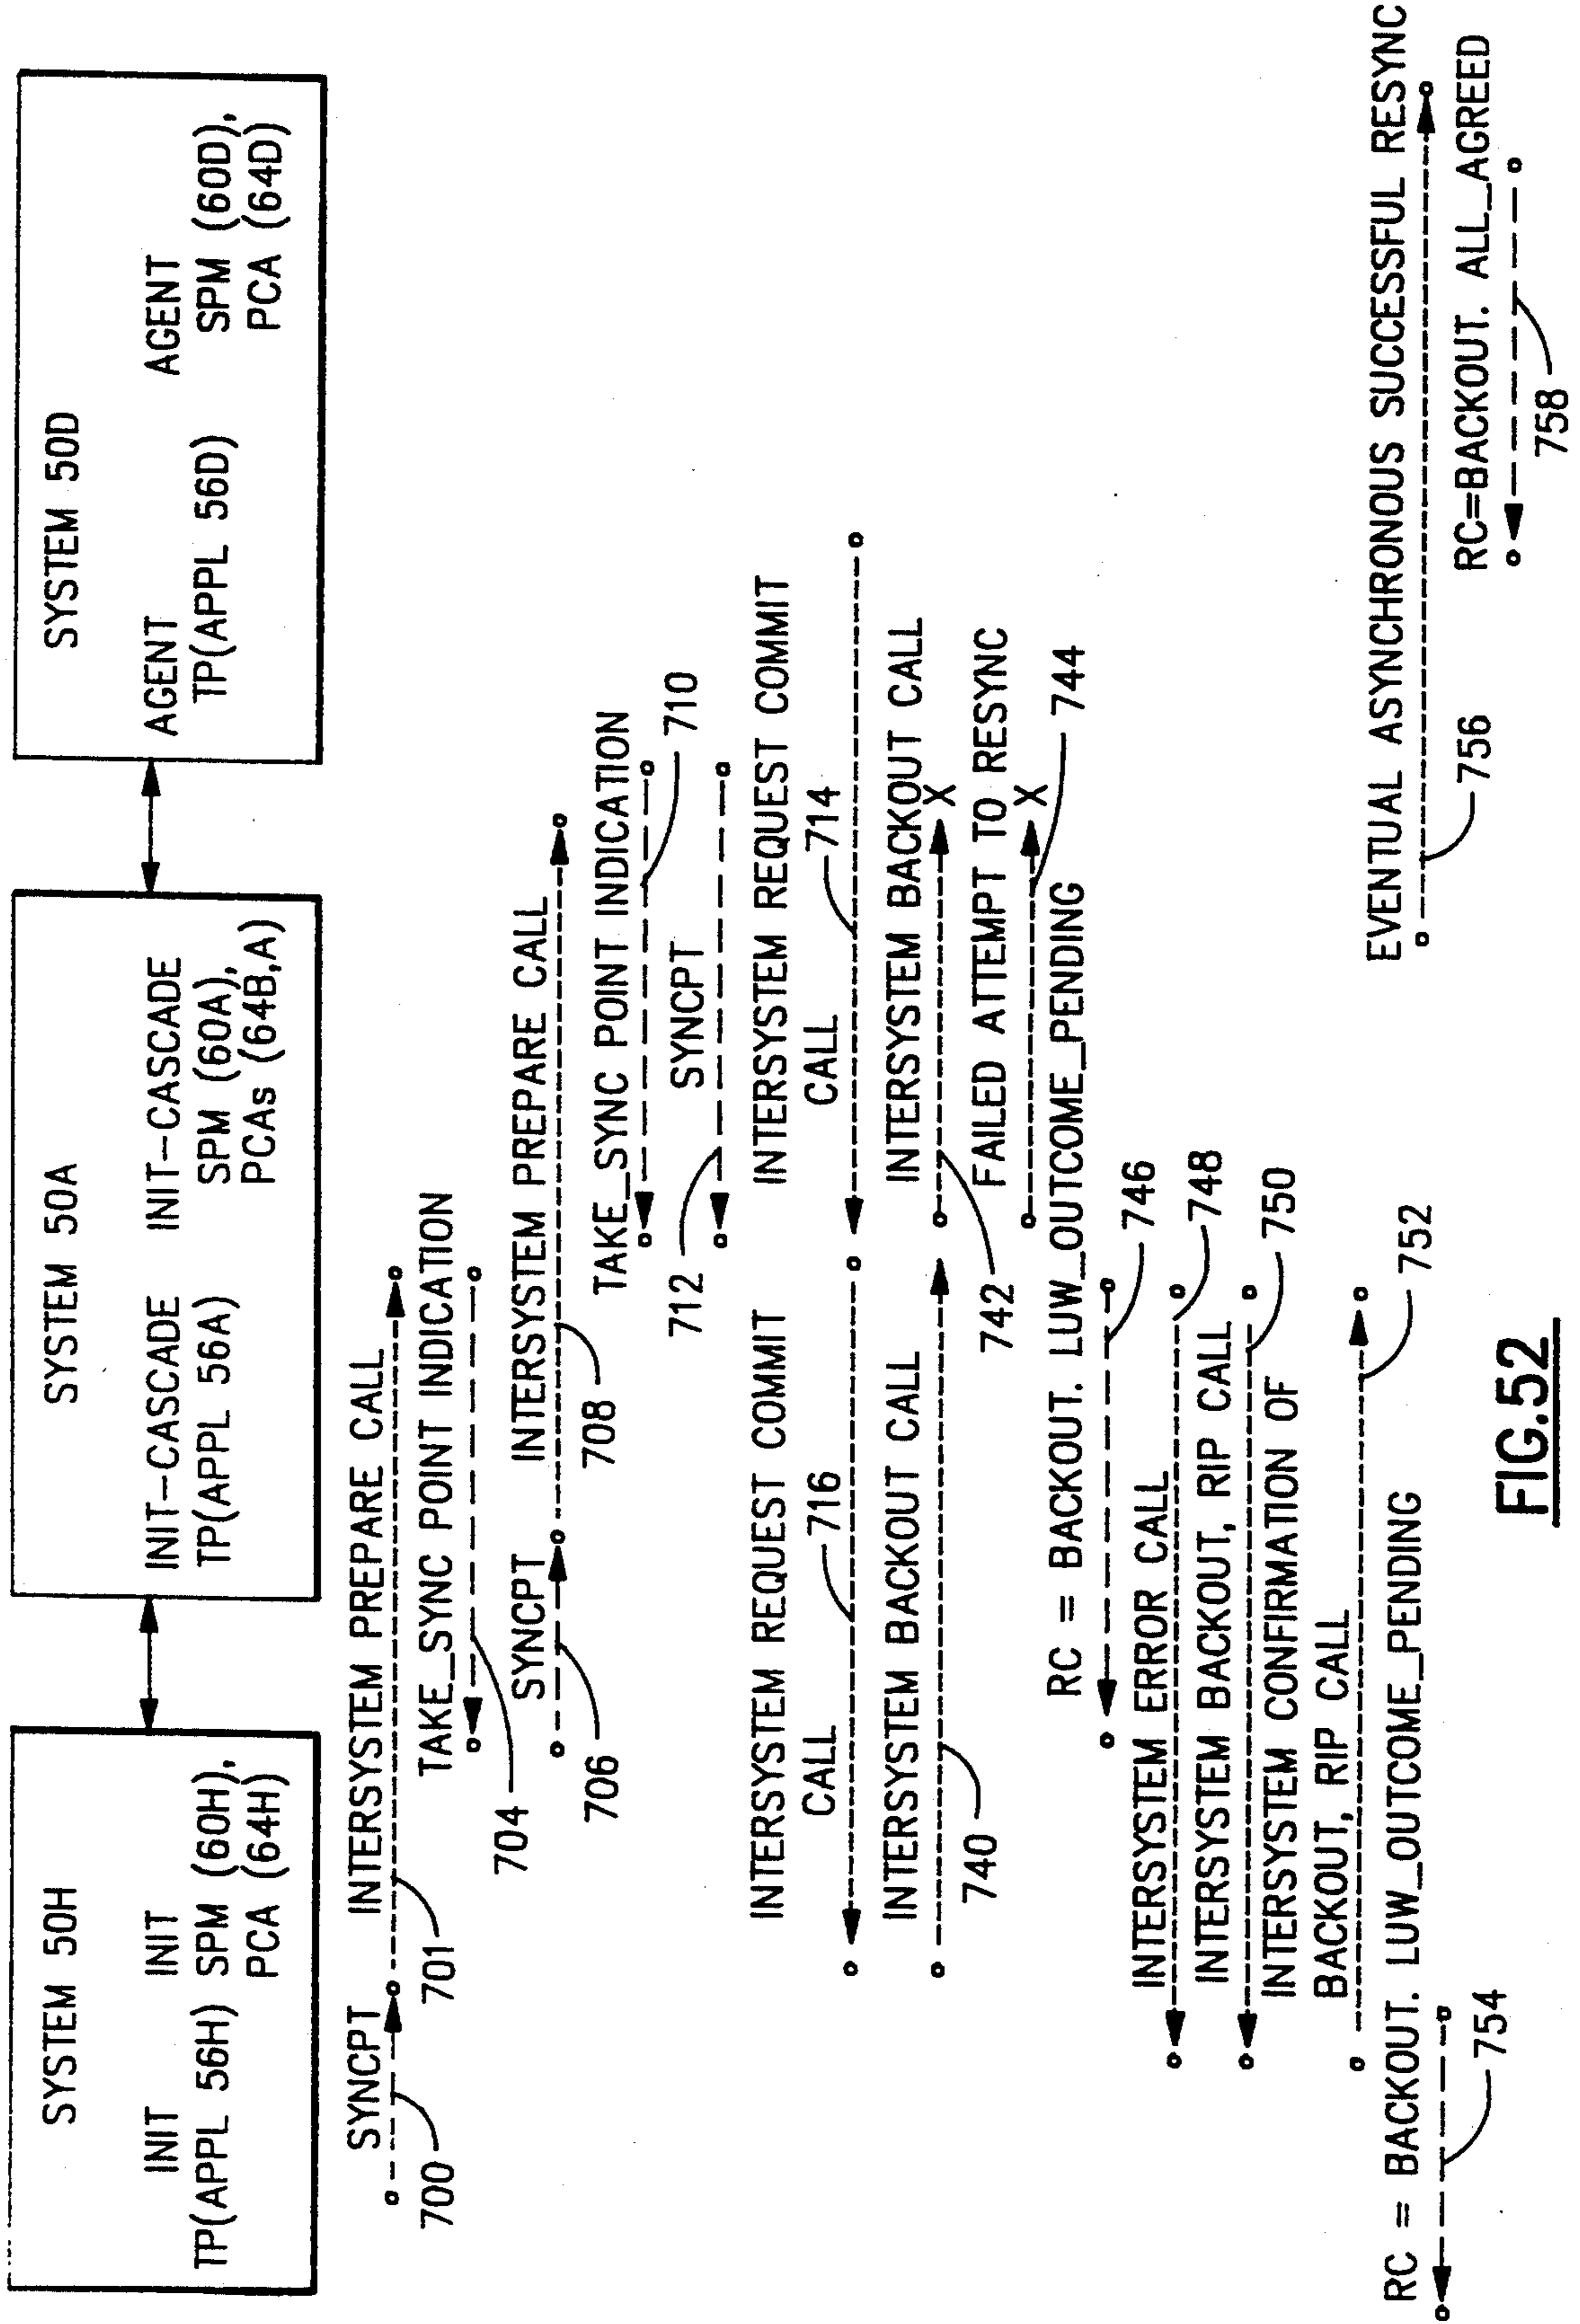 SYSTEM 50H
INIT INIT
TP(APPL 56H) SPM (60H),
PCA (64H)
SYSTEM 50A
INIT-CASCADE INIT-CASCADE
TP(APPL 56A) SPM (60A),
PCAs (64B,A)
SYSTEM 50D
AGENT AGENT
TP(APPL 56D) SPM (60D),
PCA (64D)
SYNCPT INTERSYSTEM PREPARE CALL
700 701
TAKE_SYNC POINT INDICATION
704
SYNCPT INTERSYSTEM PREPARE CALL
706 708
TAKE_SYNC POINT INDICATION
710
712 SYNCPT
INTERSYSTEM REQUEST COMMIT INTERSYSTEM REQUEST COMMIT
CALL 716 CALL 714
INTERSYSTEM BACKOUT CALL INTERSYSTEM BACKOUT CALL
X
740 742 FAILED ATTEMPT TO RESYNC
X
744
RC = BACKOUT. LUW_OUTCOME_PENDING
746
INTERSYSTEM ERROR CALL
748
INTERSYSTEM BACKOUT, RIP CALL
750
INTERSYSTEM CONFIRMATION OF
BACKOUT, RIP CALL
752
RC = BACKOUT. LUW_OUTCOME_PENDING
754
EVENTUAL ASYNCHRONOUS SUCCESSFUL RESYNC
756
RC=BACKOUT. ALL_AGREED
758
FIG.52